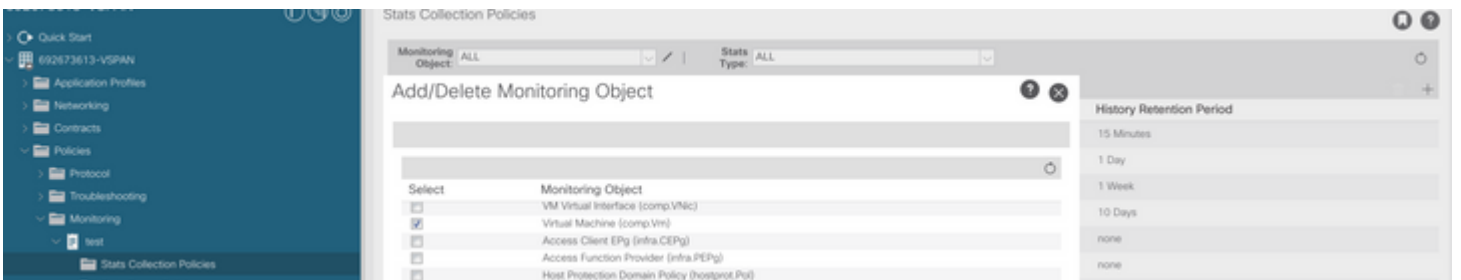 Stats Collection Policies
Quick Start
692673613-VSPAN
Application Profiles
Networking
Contracts
Policies
Protocol
Troubleshooting
Monitoring
test
Stats Collection Policies
Monitoring Object: ALL
Stats Type: ALL
Add/Delete Monitoring Object
Select Monitoring Object
VM Virtual Interface (comp.VNic)
Virtual Machine (comp.Vm)
Access Client EPg (infra.CEPg)
Access Function Provider (infra.PEPg)
Host Protection Domain Policy (hostprot.Pol)
History Retention Period
15 Minutes
1 Day
1 Week
10 Days
none
none